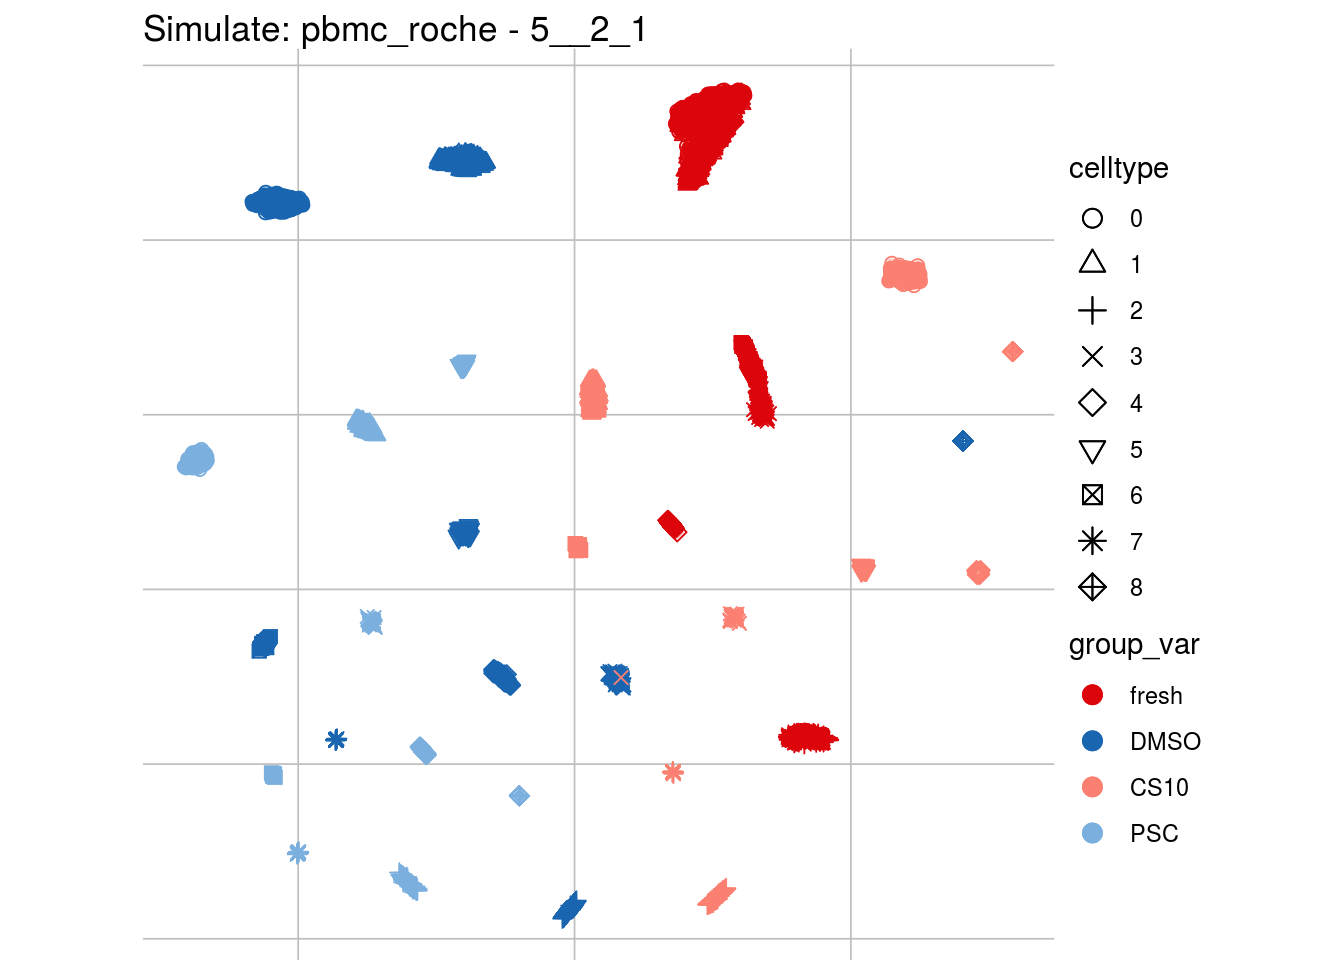 Simulate: pbmc_roche - 5__2_1
celltype
0
1
2
3
4
5
6
7
8
group_var
fresh
DMSO
CS10
PSC